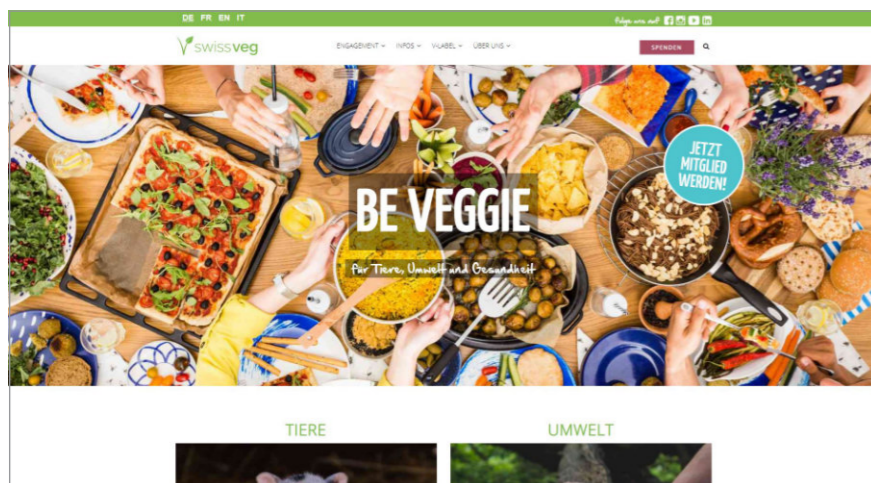 DE FR EN IT
folge uns auf
swissveg
ENGAGEMENT INFOS V-LABEL ÜBER UNS
SPENDEN
JETZT
MITGLIED
WERDEN!
BE VEGGIE
für Tiere, Umwelt und Gesundheit
TIERE UMWELT